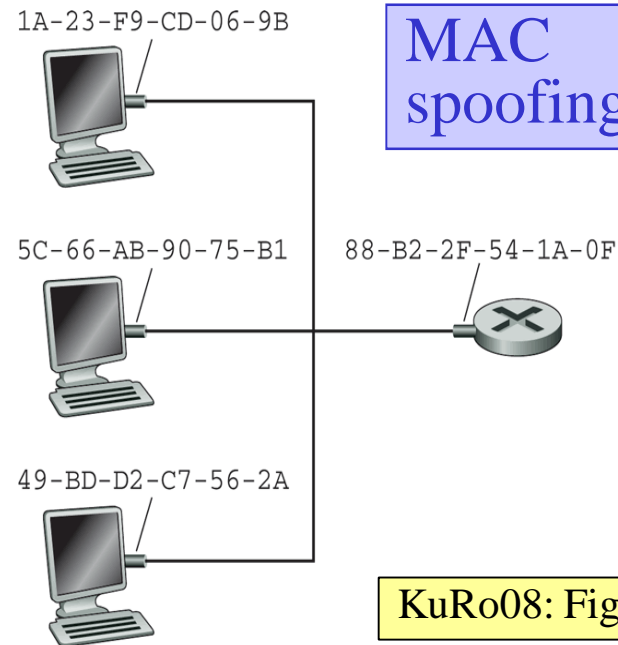 1A-23-F9-CD-06-9B
MAC
spoofing
5C-66-AB-90-75-B1
88-B2-2F-54-1A-0F
49-BD-D2-C7-56-2A
KuRo08: Fig